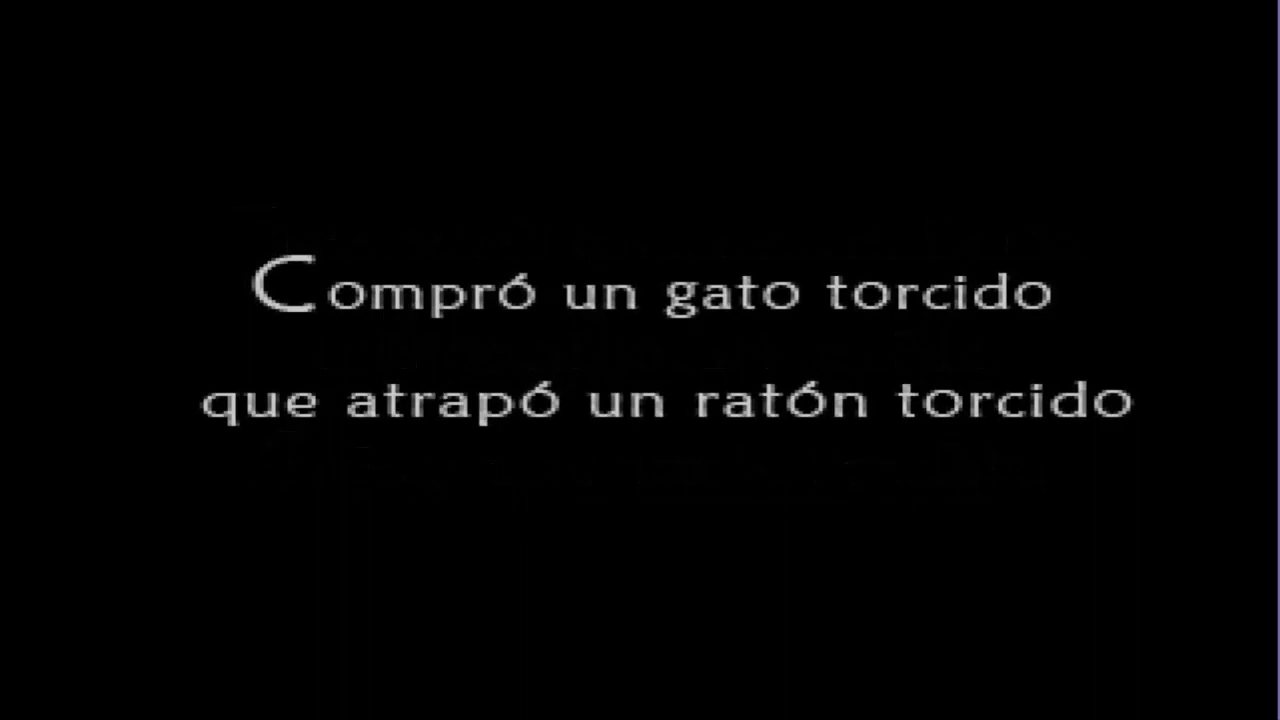 Compró un gato torcido
que atrapó un ratón torcido